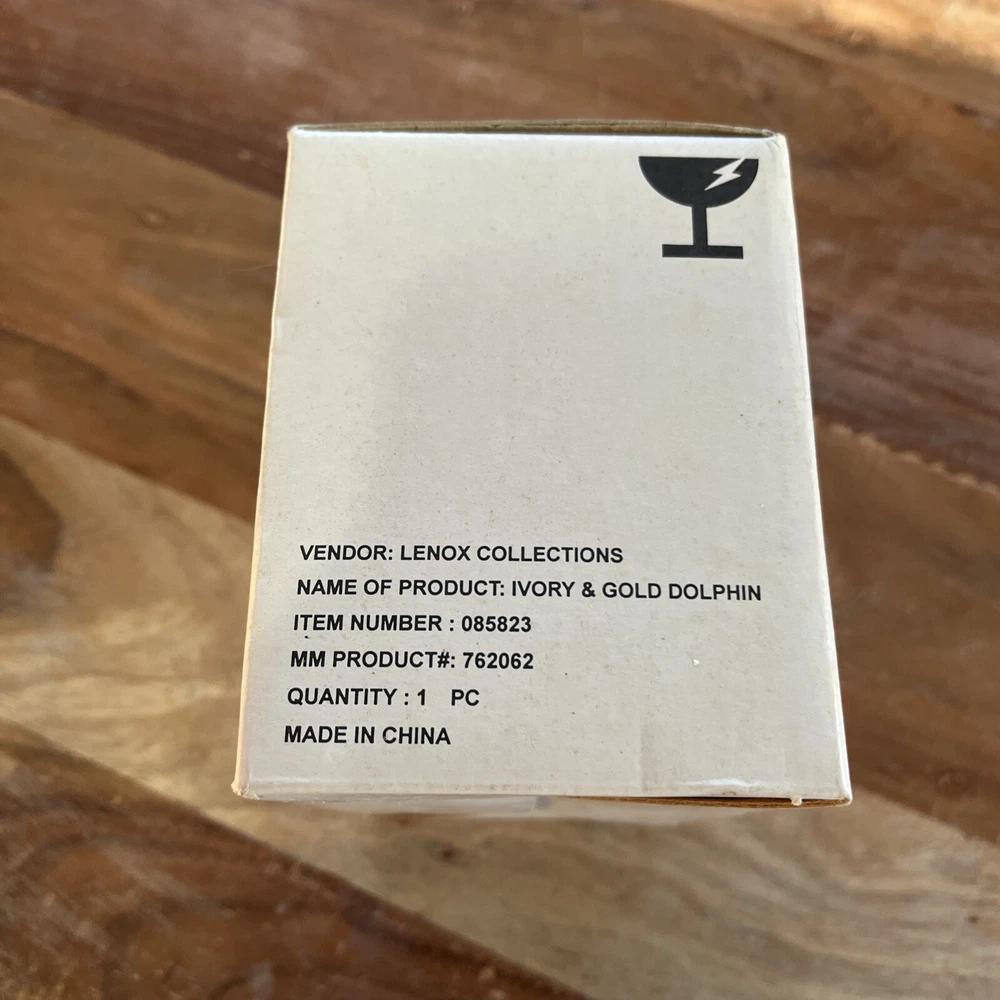 VENDOR: LENOX COLLECTIONS
NAME OF PRODUCT: IVORY & GOLD DOLPHIN
ITEM NUMBER : 085823
MM PRODUCT#: 762062
QUANTITY : 1 PC
MADE IN CHINA